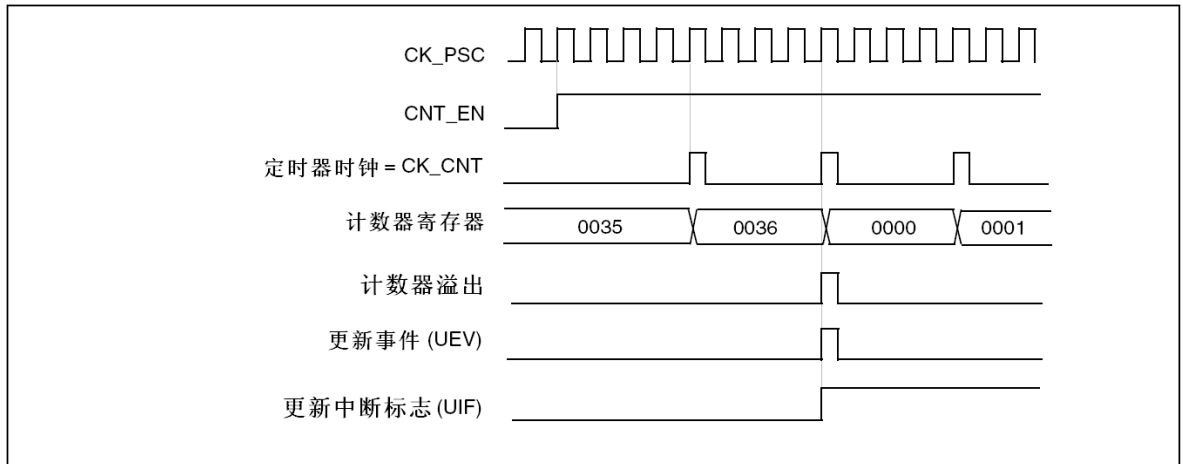 CK_PSC
CNT_EN
定时器时钟 = CK_CNT
计数器寄存器 0035 0036 0000 0001
计数器溢出
更新事件 (UEV)
更新中断标志 (UIF)